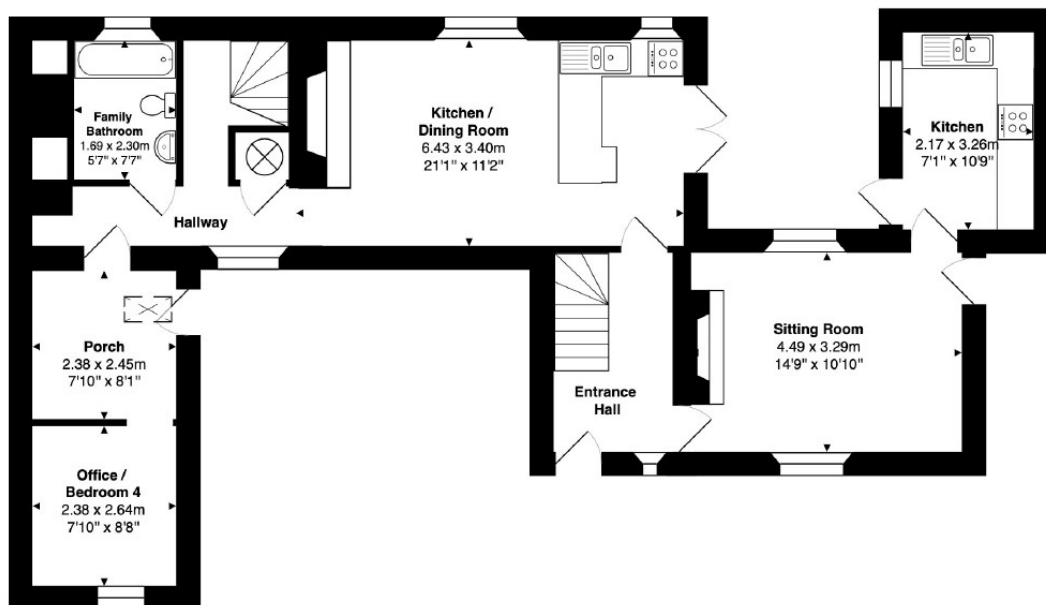 Family
Bathroom
1.69 x 2.30m
5'7" x 7'7"
Kitchen /
Dining Room
6.43 x 3.40m
21'1" x 11'2"
Kitchen
2.17 x 3.26m
7'1" x 10'9"
Hallway
Porch
2.38 x 2.45m
7'10" x 8'1"
Sitting Room
4.49 x 3.29m
14'9" x 10'10"
Entrance
Hall
Office /
Bedroom 4
2.38 x 2.64m
7'10" x 8'8"